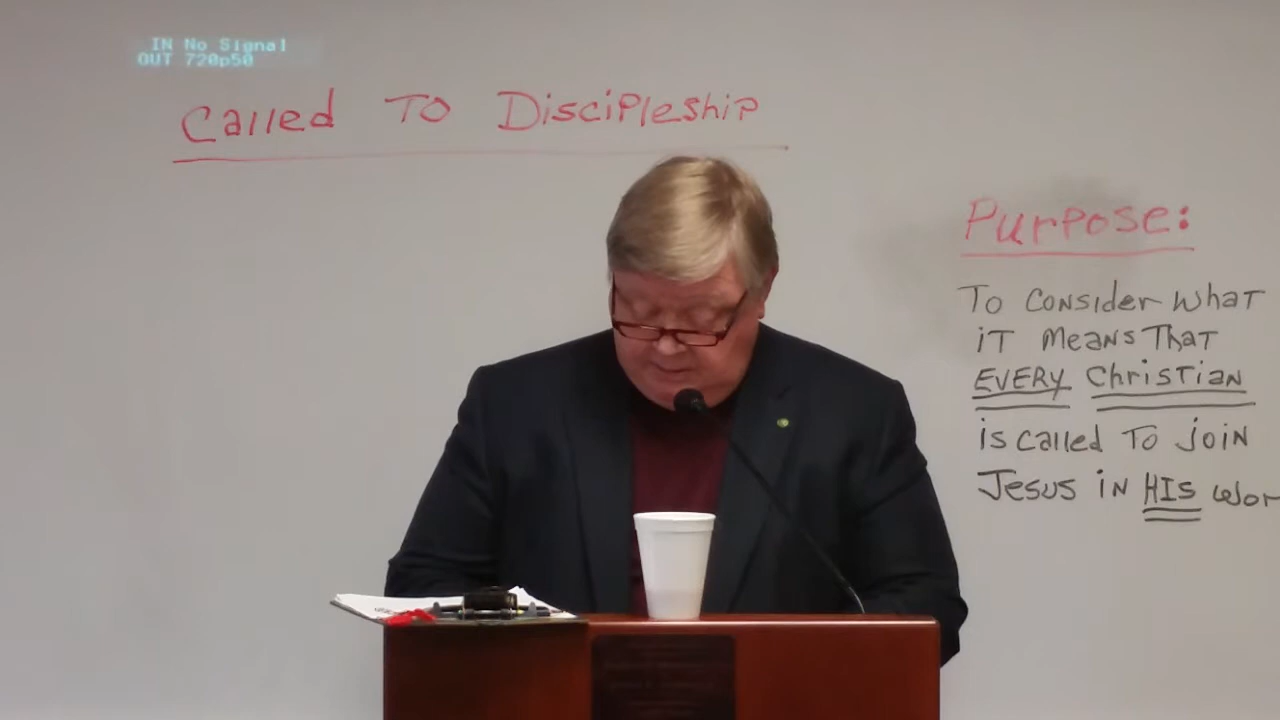 IN No Signal
OUT 720p50
Called To Discipleship
Purpose:
To Consider what
it Means That
EVERY Christian
is called To join
Jesus in HIS wor